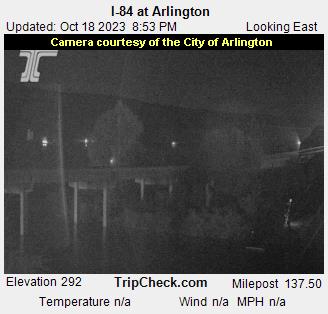 I-84 at Arlington
Updated: Oct 18 2023 8:53 PM Looking East
Camera courtesy of the City of Arlington
Elevation 292 TripCheck.com Milepost 137.50
Temperature n/a Wind n/a MPH n/a